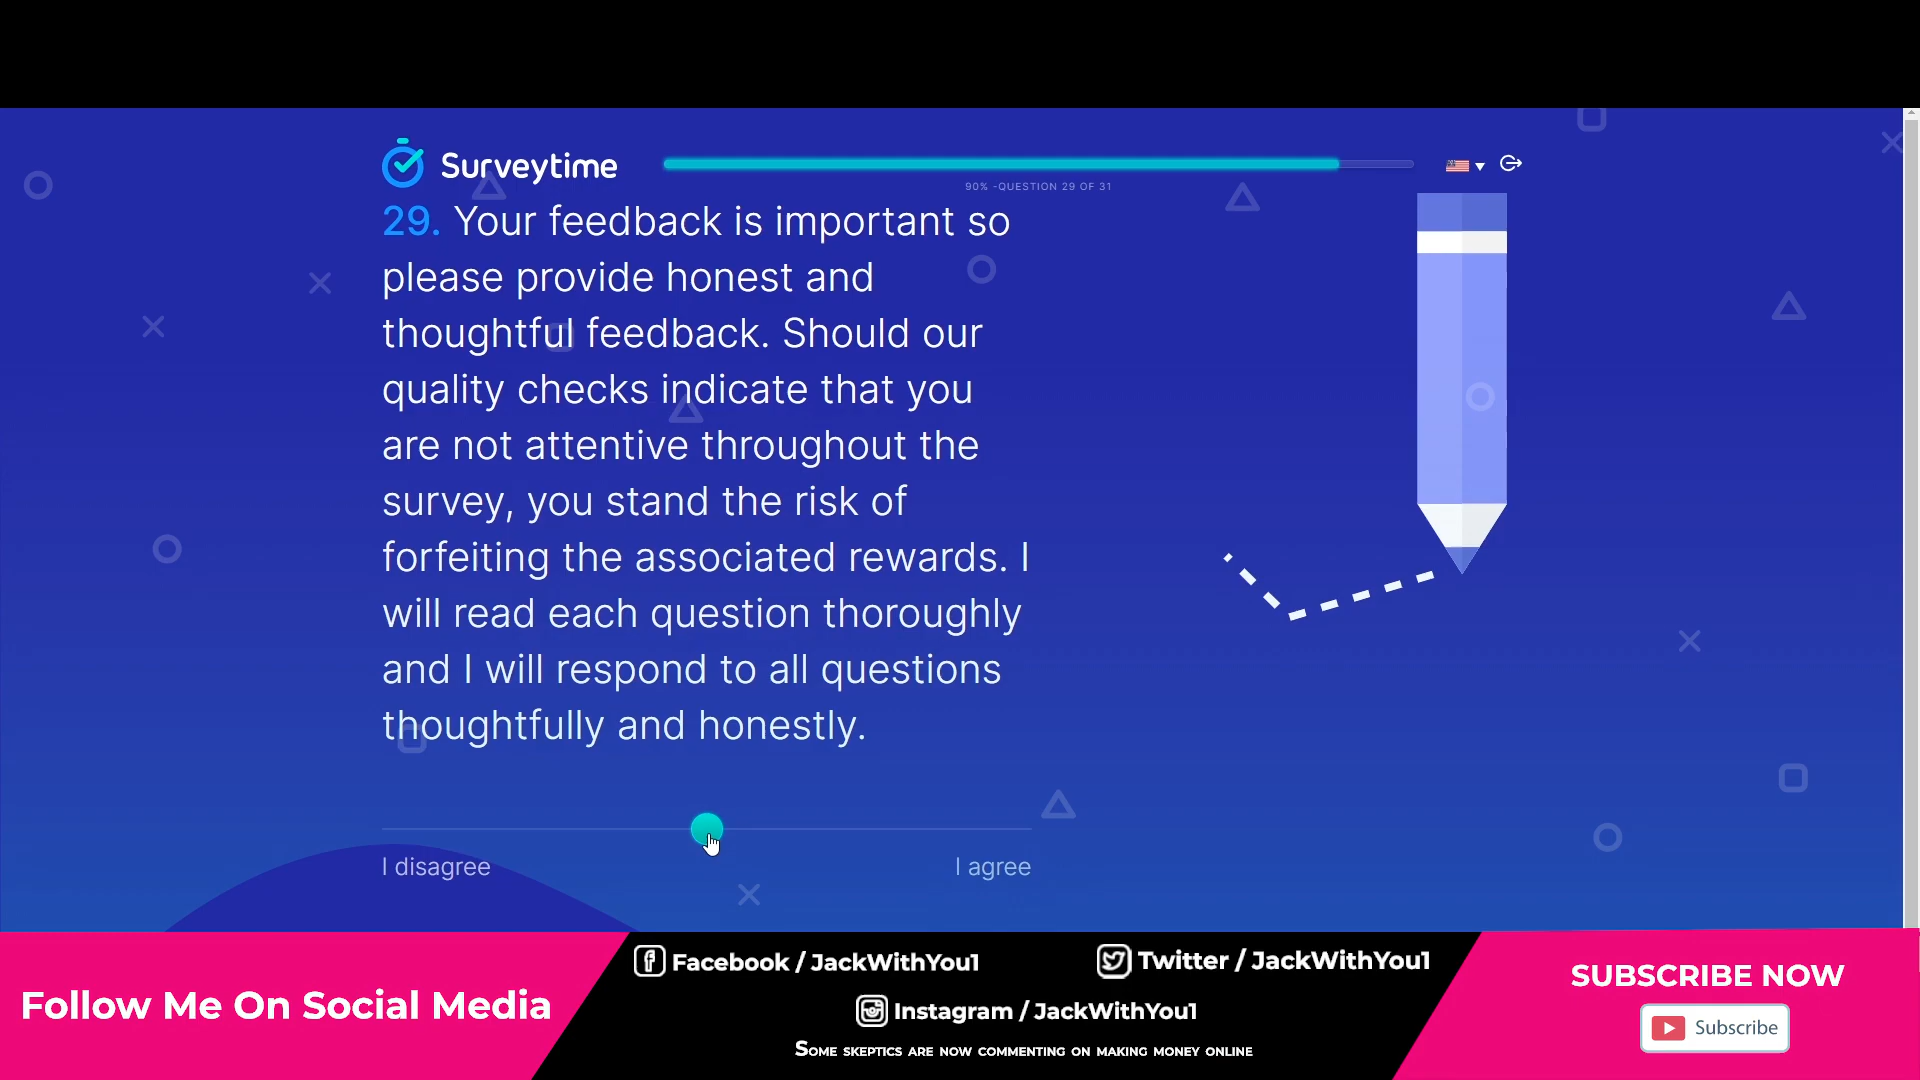 Surveytime
90% -QUESTION 29 OF 31
29. Your feedback is important so
please provide honest and
thoughtful feedback. Should our
quality checks indicate that you
are not attentive throughout the
survey, you stand the risk of
forfeiting the associated rewards. I
will read each question thoroughly
and I will respond to all questions
thoughtfully and honestly.
I disagree
I agree
Follow Me On Social Media
Facebook / JackWithYou1
Twitter / JackWithYou1
Instagram / JackWithYou1
SOME SKEPTICS ARE NOW COMMENTING ON MAKING MONEY ONLINE
SUBSCRIBE NOW
Subscribe